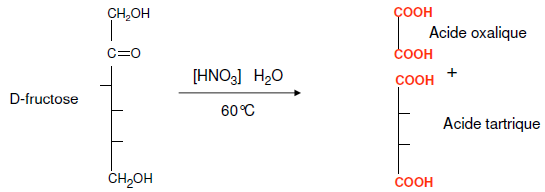 CH2OH
C=O
D-fructose
CH2OH
[HNO3] H2O
60°C
COOH
Acide oxalique
COOH
+
COOH
Acide tartrique
COOH